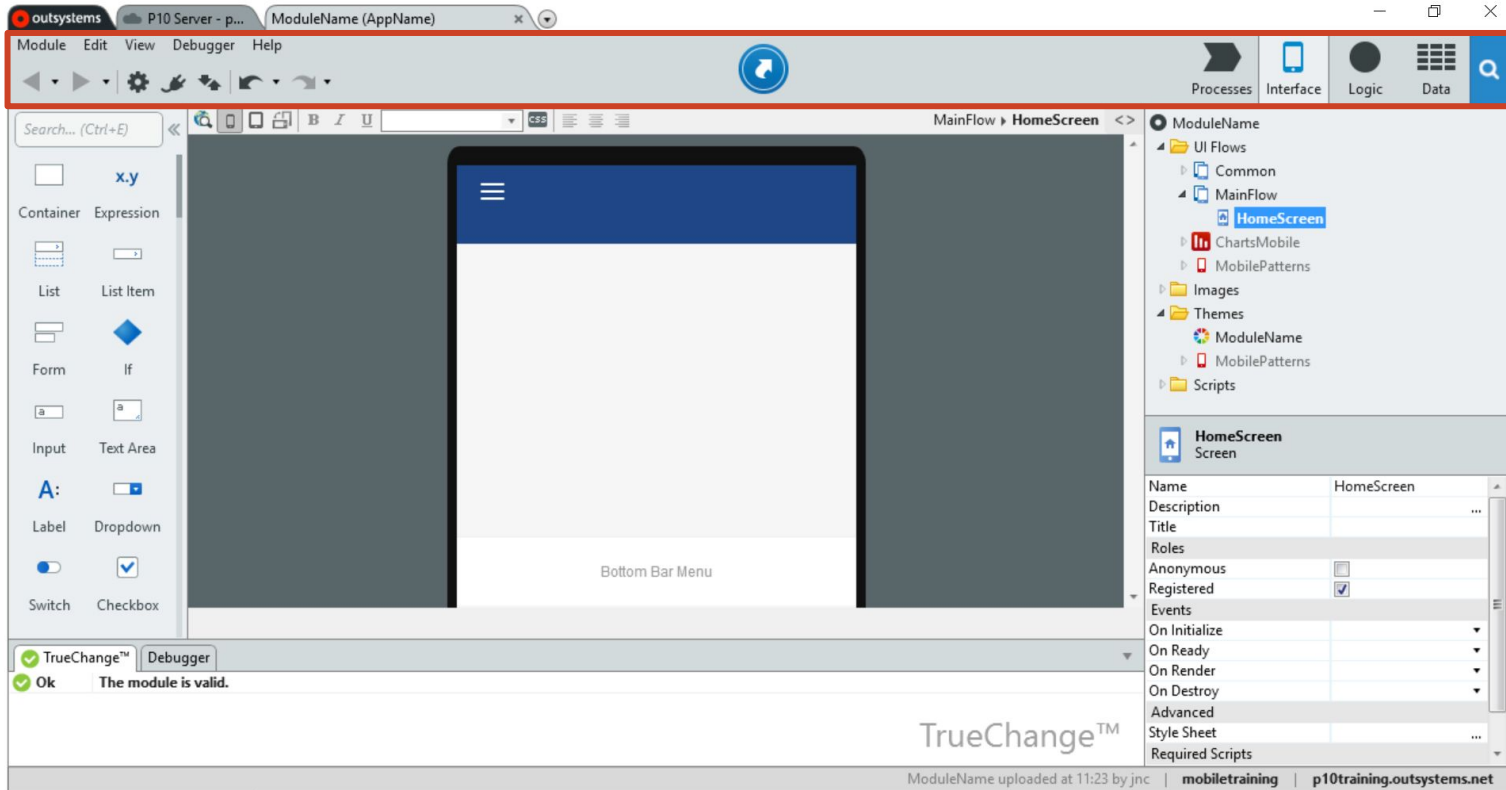 outsystems
P10 Server - p...
ModuleName (AppName)
Module Edit View Debugger Help
Processes Interface Logic Data
Search... (Ctrl+E)
B I U
css
MainFlow HomeScreen <>
x.y
Container Expression
List List Item
Form If
a a
Input Text Area
A:
Label Dropdown
Switch Checkbox
Bottom Bar Menu
ModuleName
UI Flows
Common
MainFlow
HomeScreen
ChartsMobile
MobilePatterns
Images
Themes
ModuleName
MobilePatterns
Scripts
HomeScreen
Screen
Name HomeScreen
Description ...
Title
Roles
Anonymous
Registered
Events
On Initialize
On Ready
On Render
On Destroy
Advanced
Style Sheet ...
Required Scripts
TrueChange™ Debugger
Ok The module is valid.
TrueChange™
ModuleName uploaded at 11:23 by jnc | mobiletraining | p10training.outsystems.net